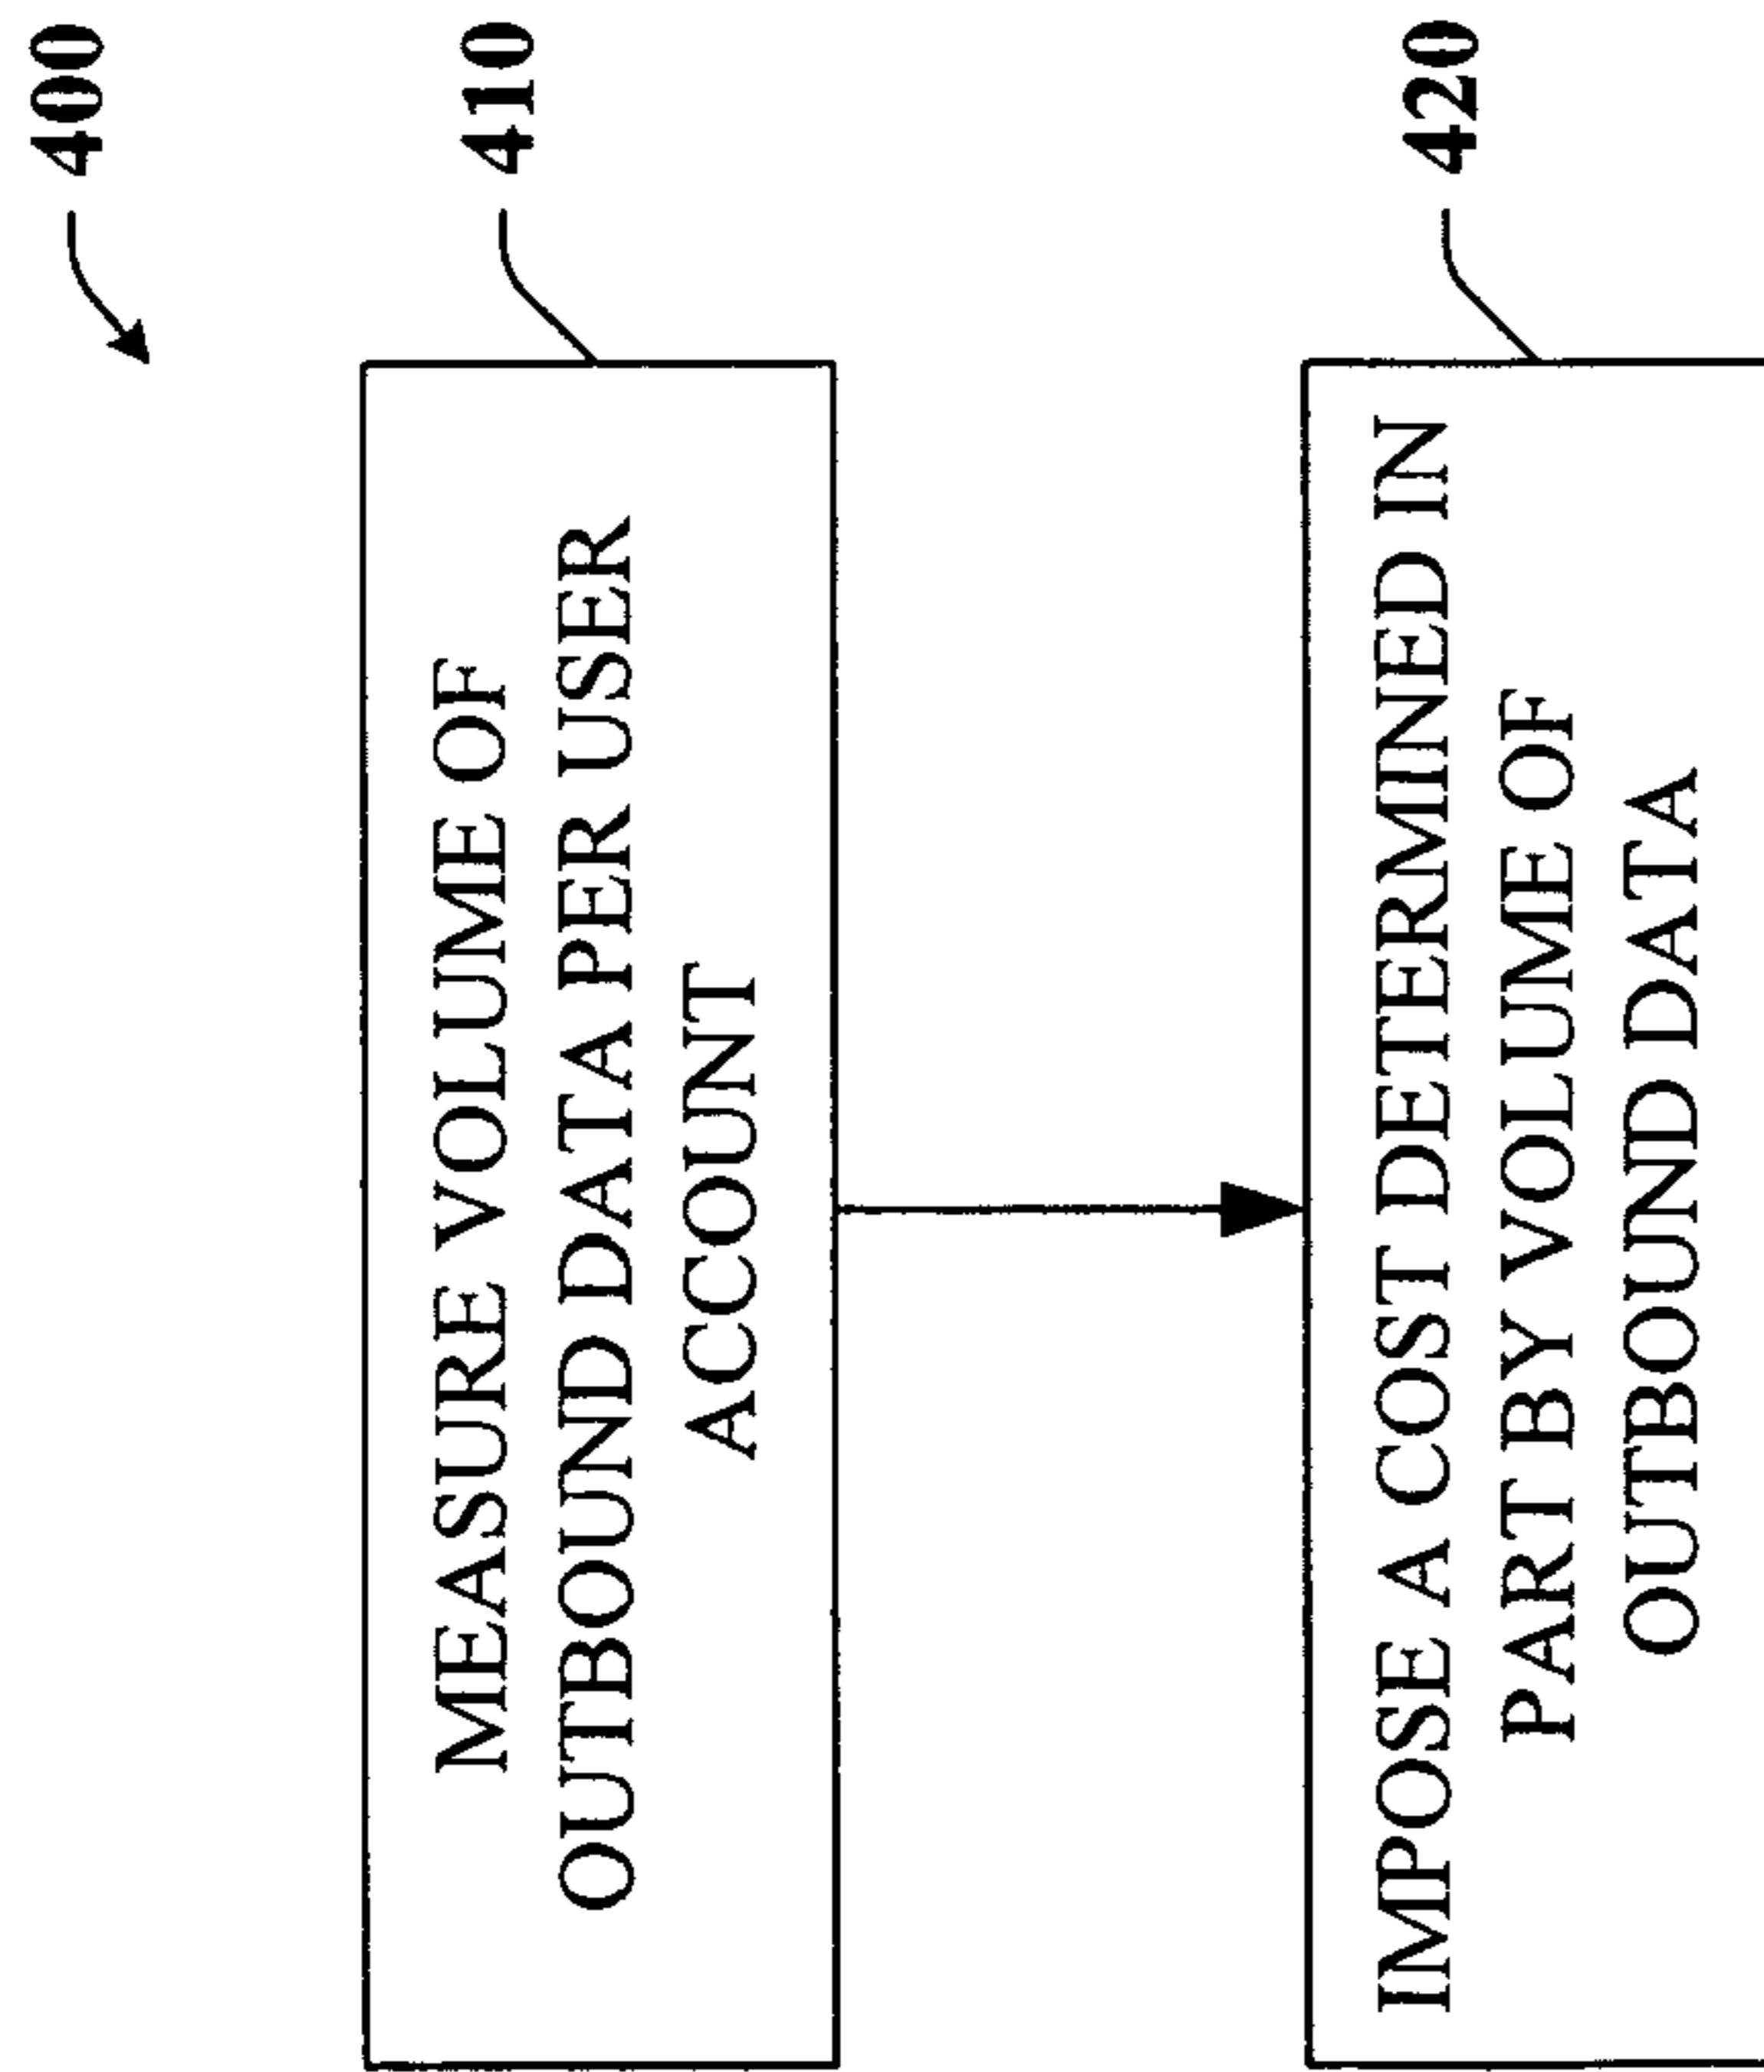 400
MEASURE VOLUME OF
OUTBOUND DATA PER USER
ACCOUNT
410
IMPOSE A COST DETERMINED IN
PART BY VOLUME OF
OUTBOUND DATA
420